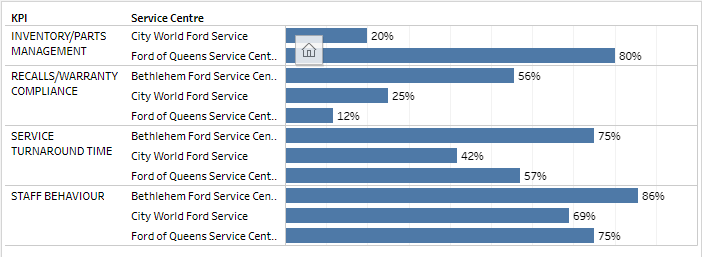 KPI Service Centre
INVENTORY/PARTS MANAGEMENT City World Ford Service 20%
Ford of Queens Service Cent.. 80%
RECALLS/WARRANTY COMPLIANCE Bethlehem Ford Service Cen.. 56%
City World Ford Service 25%
Ford of Queens Service Cent.. 12%
SERVICE TURNAROUND TIME Bethlehem Ford Service Cen.. 75%
City World Ford Service 42%
Ford of Queens Service Cent.. 57%
STAFF BEHAVIOUR Bethlehem Ford Service Cen.. 86%
City World Ford Service 69%
Ford of Queens Service Cent.. 75%